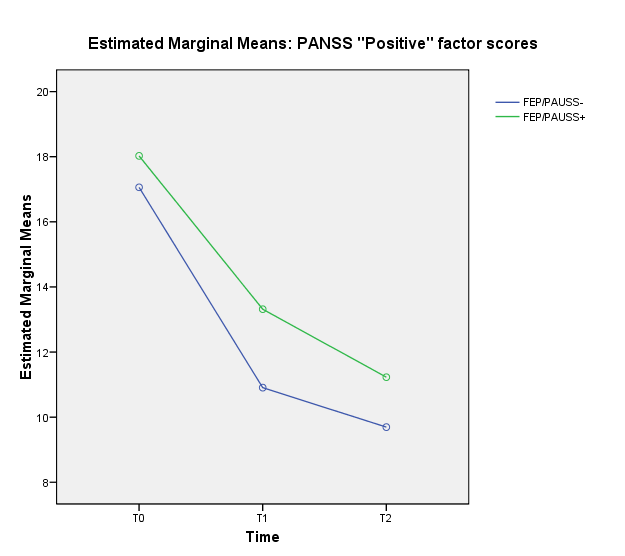 Estimated Marginal Means: PANSS "Positive" factor scores
Estimated Marginal Means
20
18
16
14
12
10
8
T0
T1
T2
Time
FEP/PAUSS-
FEP/PAUSS+